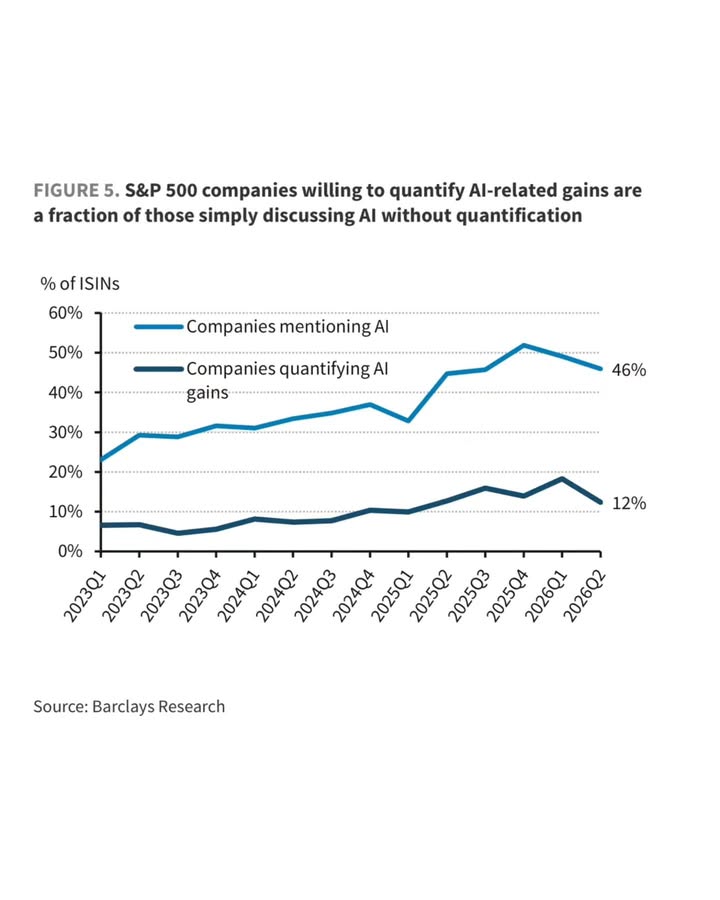 FIGURE 5. S&P 500 companies willing to quantify AI-related gains are
a fraction of those simply discussing AI without quantification
% of ISINs
60%
50%
40%
30%
20%
10%
0%
Companies mentioning AI
Companies quantifying AI
gains
46%
12%
2023Q1
2023Q2
2023Q3
2023Q4
2024Q1
2024Q2
2024Q3
2024Q4
2025Q1
2025Q2
2025Q3
2025Q4
2026Q1
2026Q2
Source: Barclays Research